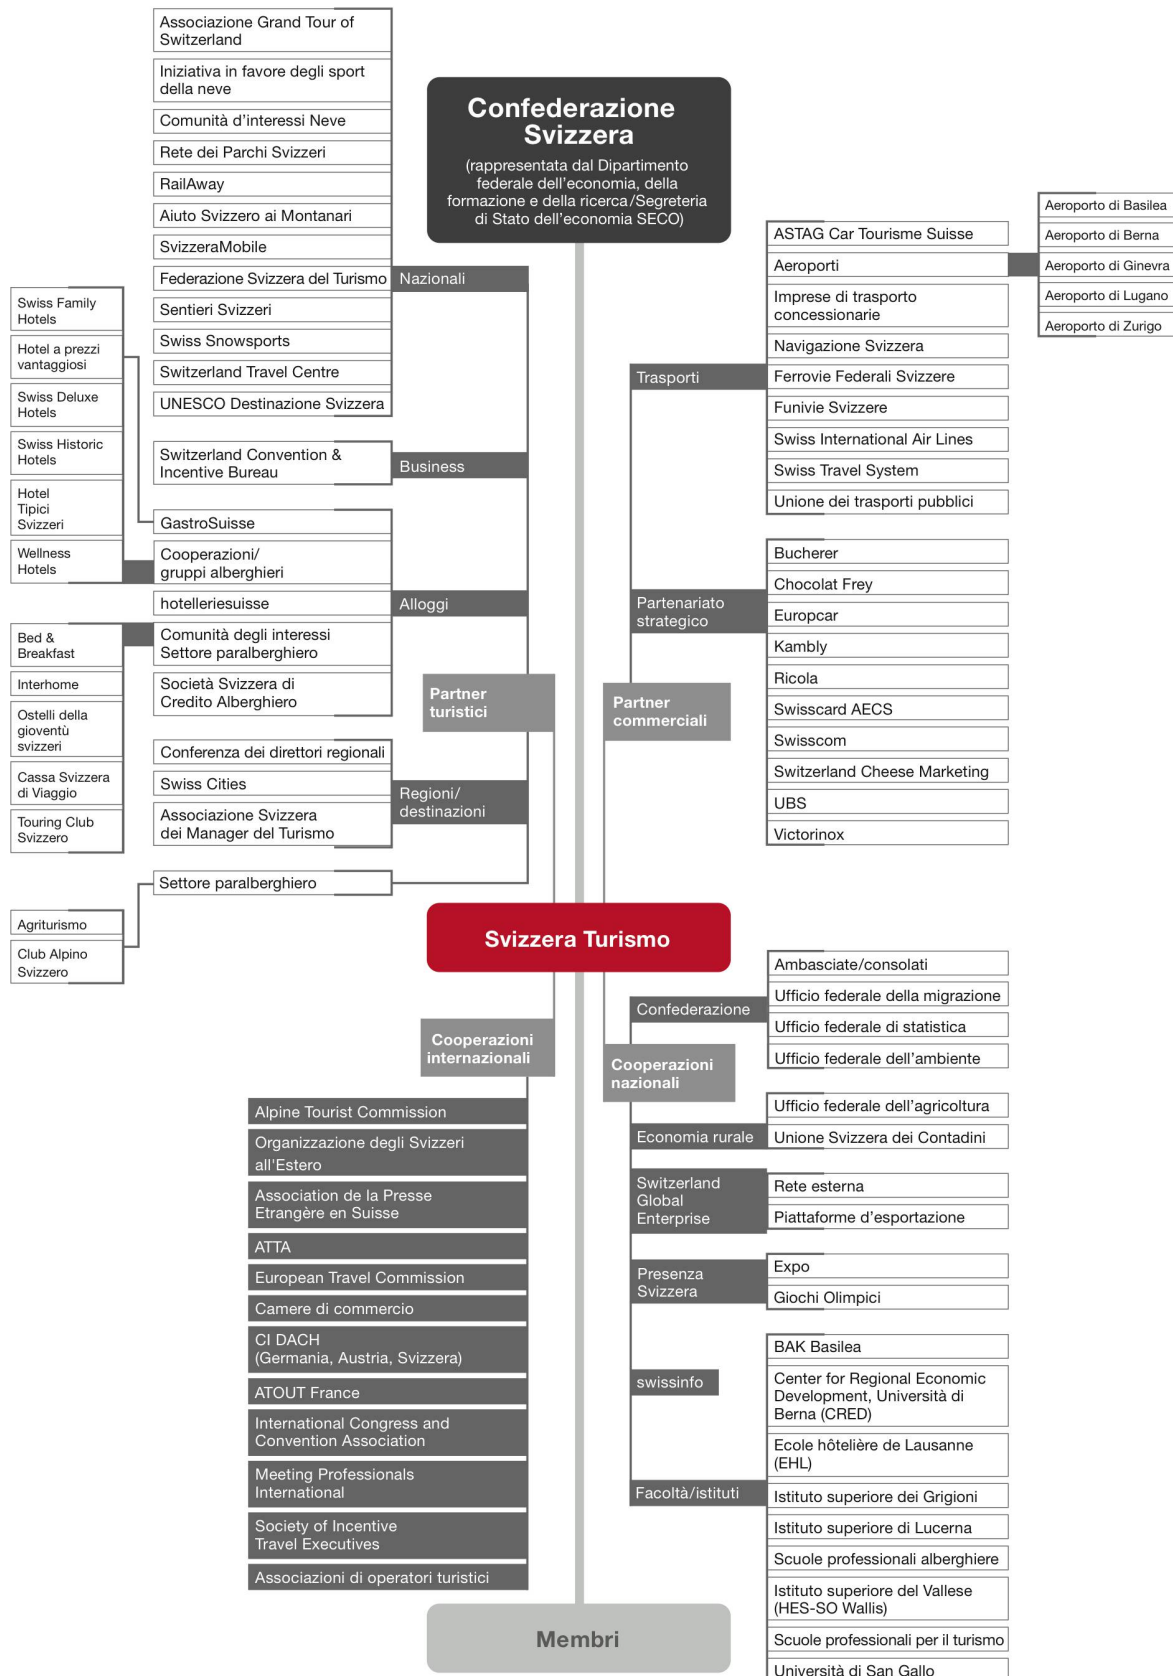 Associazione Grand Tour of
Switzerland
Iniziativa in favore degli sport
della neve
Comunità d'interessi Neve
Rete dei Parchi Svizzeri
RailAway
Aiuto Svizzero ai Montanari
SvizzeraMobile
Federazione Svizzera del Turismo
Sentieri Svizzeri
Swiss Snowsports
Switzerland Travel Centre
UNESCO Destinazione Svizzera
Nazionali
Switzerland Convention &
Incentive Bureau
Business
Swiss Family
Hotels
Hotel a prezzi
vantaggiosi
Swiss Deluxe
Hotels
Swiss Historic
Hotels
Hotel
Tipici
Svizzeri
Wellness
Hotels
GastroSuisse
Cooperazioni/
gruppi alberghieri
hotelleriesuisse
Comunità degli interessi
Settore paralberghiero
Società Svizzera di
Credito Alberghiero
Alloggi
Bed &
Breakfast
Interhome
Ostelli della
gioventù
svizzeri
Cassa Svizzera
di Viaggio
Touring Club
Svizzero
Conferenza dei direttori regionali
Swiss Cities
Associazione Svizzera
dei Manager del Turismo
Regioni/
destinazioni
Settore paralberghiero
Agriturismo
Club Alpino
Svizzero
Partner
turistici
Confederazione
Svizzera
(rappresentata dal Dipartimento
federale dell'economia, della
formazione e della ricerca/Segreteria
di Stato dell'economia SECO)
ASTAG Car Tourisme Suisse
Aeroporti
Imprese di trasporto
concessionarie
Navigazione Svizzera
Ferrovie Federali Svizzere
Funivie Svizzere
Swiss International Air Lines
Swiss Travel System
Unione dei trasporti pubblici
Trasporti
Aeroporto di Basilea
Aeroporto di Berna
Aeroporto di Ginevra
Aeroporto di Lugano
Aeroporto di Zurigo
Partenariato
strategico
Bucherer
Chocolat Frey
Europcar
Kambly
Ricola
Swisscard AECS
Swisscom
Switzerland Cheese Marketing
UBS
Victorinox
Partner
commerciali
Svizzera Turismo
Cooperazioni
internazionali
Alpine Tourist Commission
Organizzazione degli Svizzeri
all'Estero
Association de la Presse
Etrangère en Suisse
ATTA
European Travel Commission
Camere di commercio
CI DACH
(Germania, Austria, Svizzera)
ATOUT France
International Congress and
Convention Association
Meeting Professionals
International
Society of Incentive
Travel Executives
Associazioni di operatori turistici
Cooperazioni
nazionali
Confederazione
Ambasciate/consolati
Ufficio federale della migrazione
Ufficio federale di statistica
Ufficio federale dell'ambiente
Economia rurale
Ufficio federale dell'agricoltura
Unione Svizzera dei Contadini
Switzerland
Global
Enterprise
Rete esterna
Piattaforme d'esportazione
Presenza
Svizzera
Expo
Giochi Olimpici
swissinfo
Facoltà/istituti
BAK Basilea
Center for Regional Economic
Development, Università di
Berna (CRED)
Ecole hôtelière de Lausanne
(EHL)
Istituto superiore dei Grigioni
Istituto superiore di Lucerna
Scuole professionali alberghiere
Istituto superiore del Vallese
(HES-SO Wallis)
Scuole professionali per il turismo
Università di San Gallo
Membri